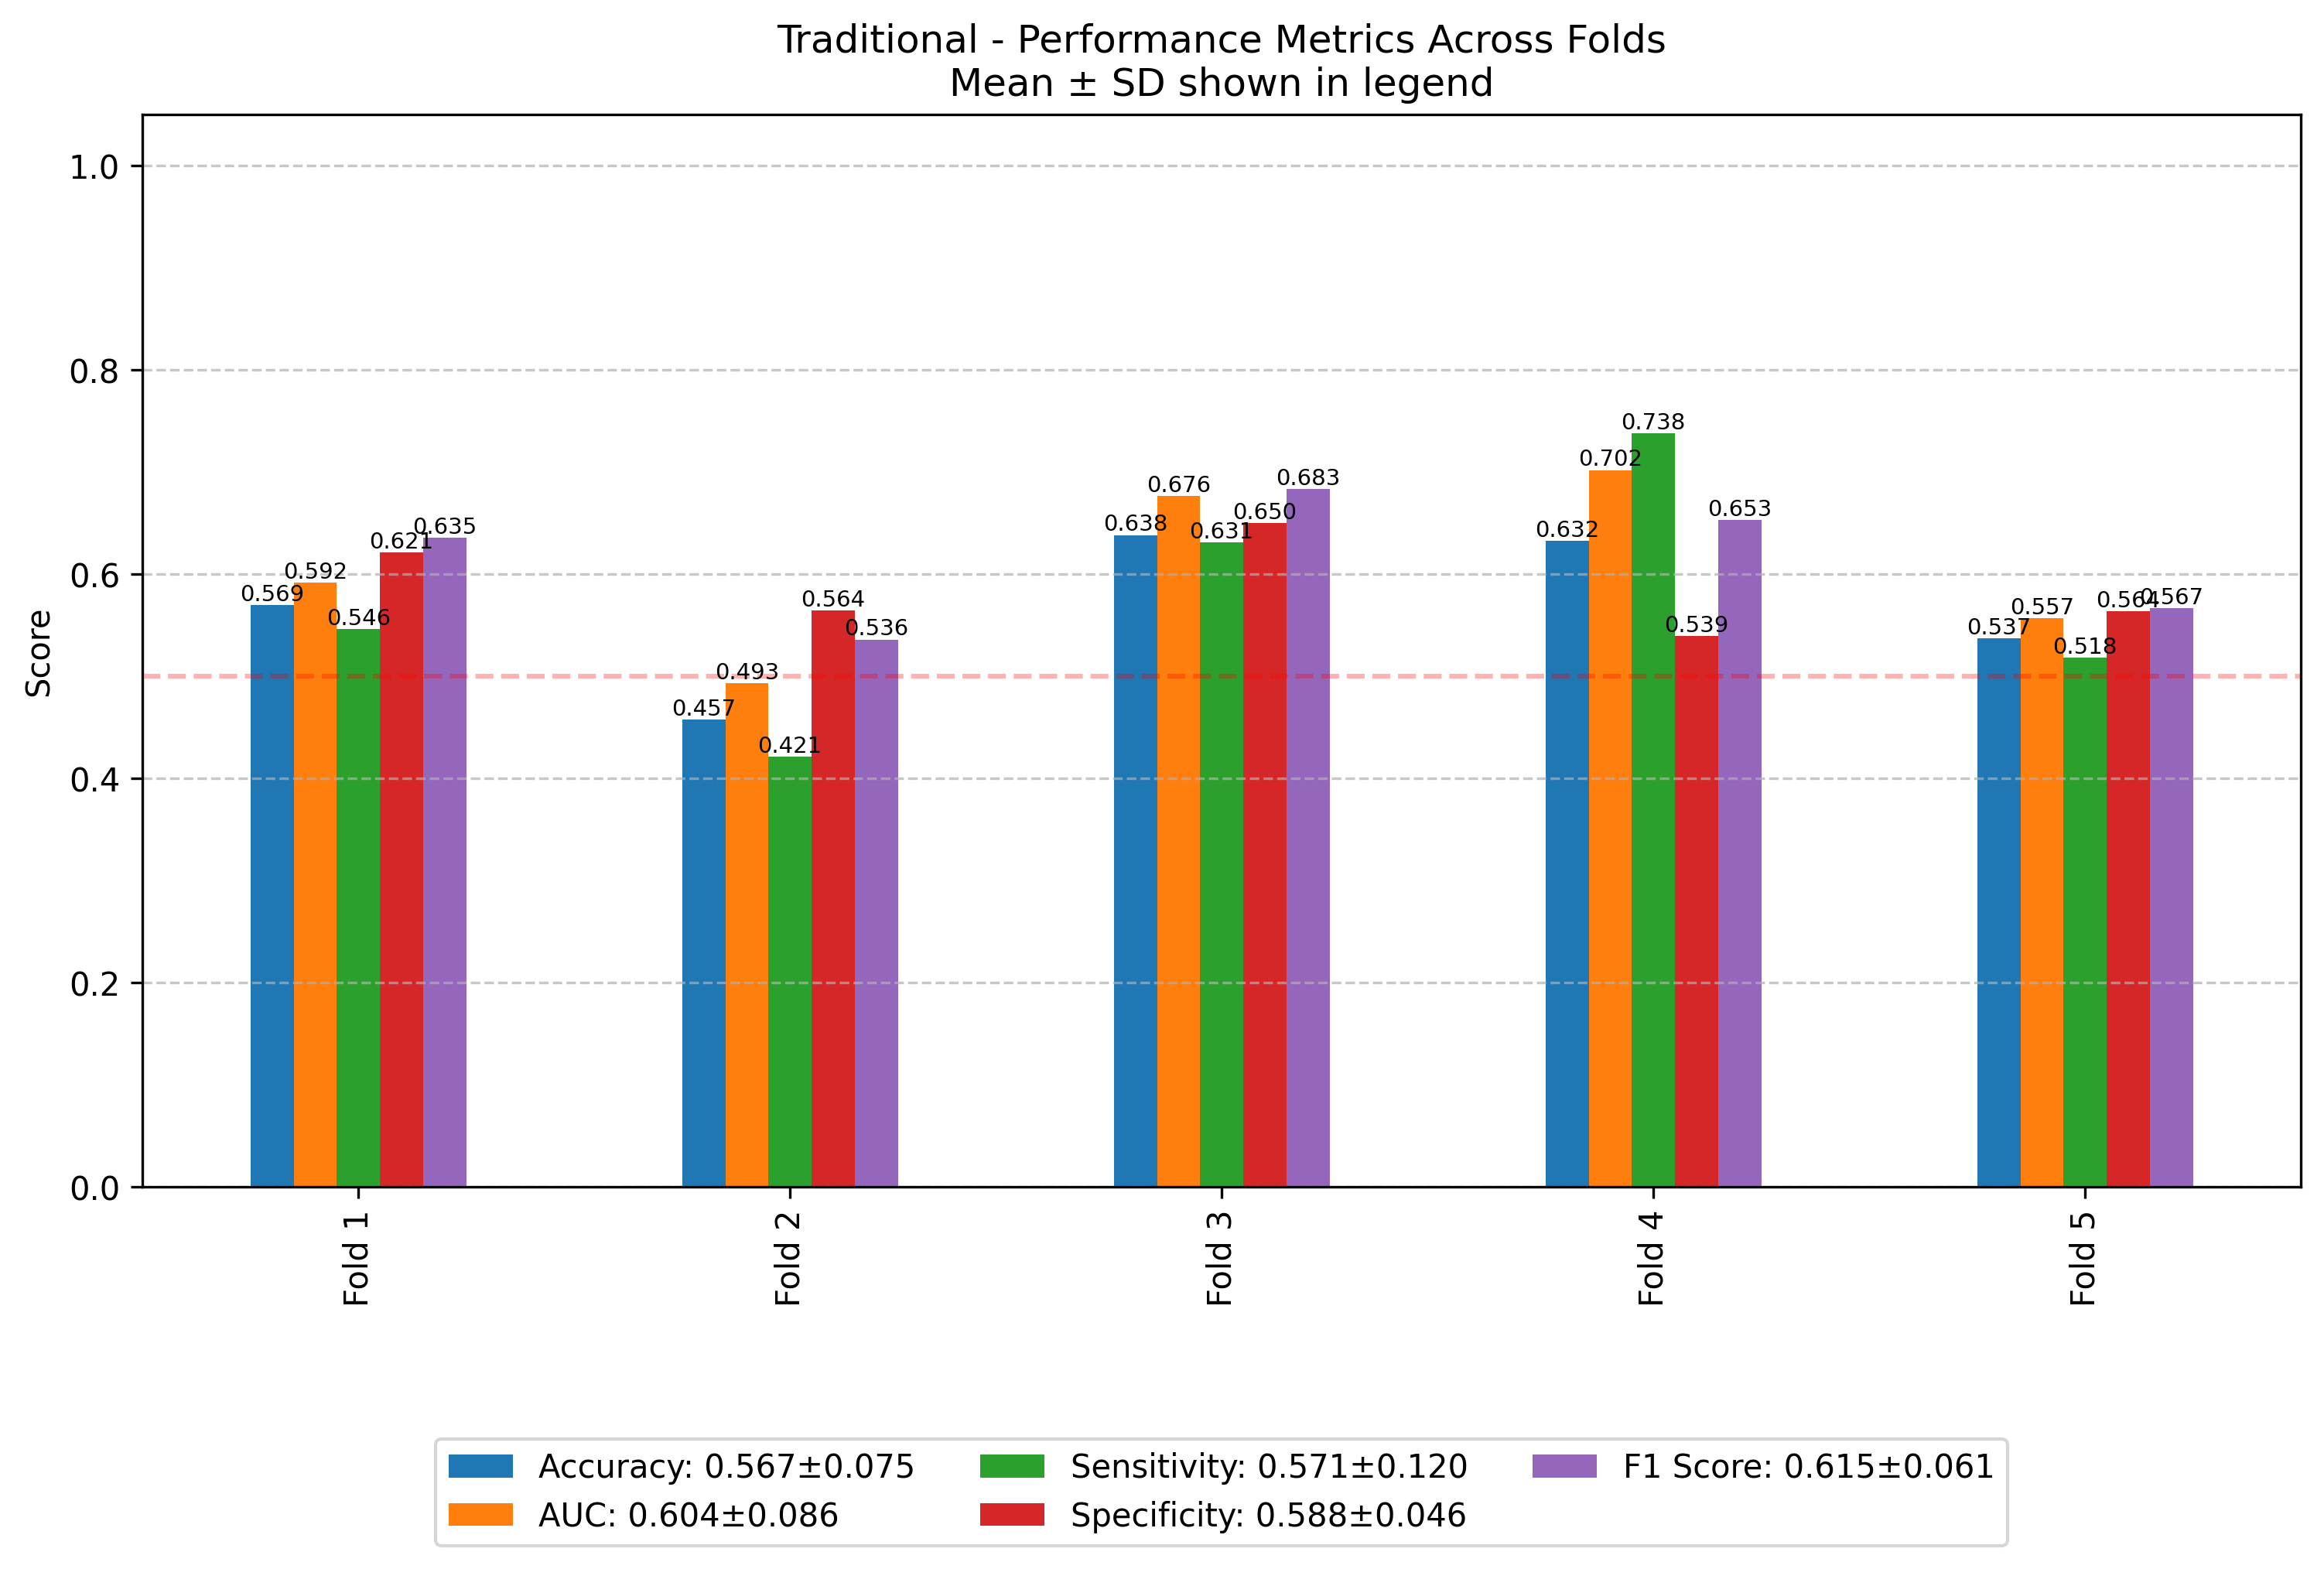 Traditional - Performance Metrics Across Folds
Mean ± SD shown in legend
Score
1.0
0.8
0.6
0.4
0.2
0.0
0.569
0.592
0.546
0.621
0.635
0.457
0.493
0.421
0.564
0.536
0.638
0.676
0.631
0.650
0.683
0.632
0.702
0.738
0.539
0.653
0.537
0.557
0.518
0.564
0.567
Fold 1
Fold 2
Fold 3
Fold 4
Fold 5
Accuracy: 0.567±0.075
AUC: 0.604±0.086
Sensitivity: 0.571±0.120
Specificity: 0.588±0.046
F1 Score: 0.615±0.061